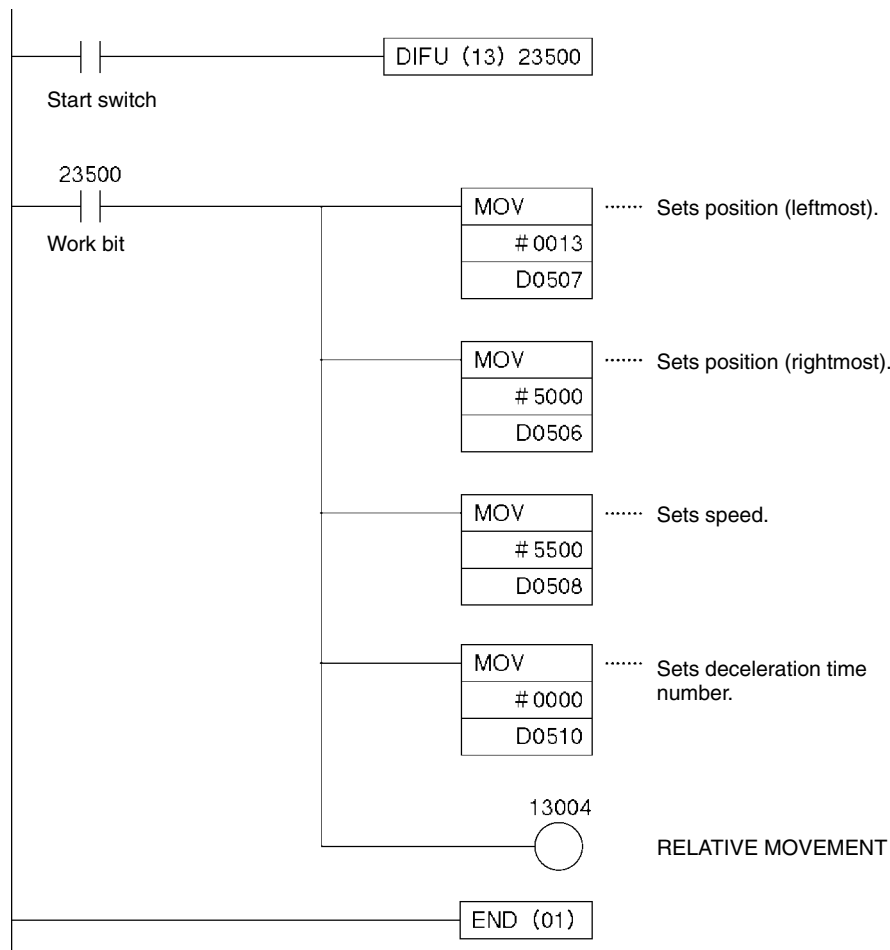 DIFU (13) 23500
Start switch
23500
Work bit
MOV
#0013
D0507
······· Sets position (leftmost).
MOV
#5000
D0506
······· Sets position (rightmost).
MOV
#5500
D0508
······· Sets speed.
MOV
#0000
D0510
······· Sets deceleration time
number.
13004
RELATIVE MOVEMENT
END (01)